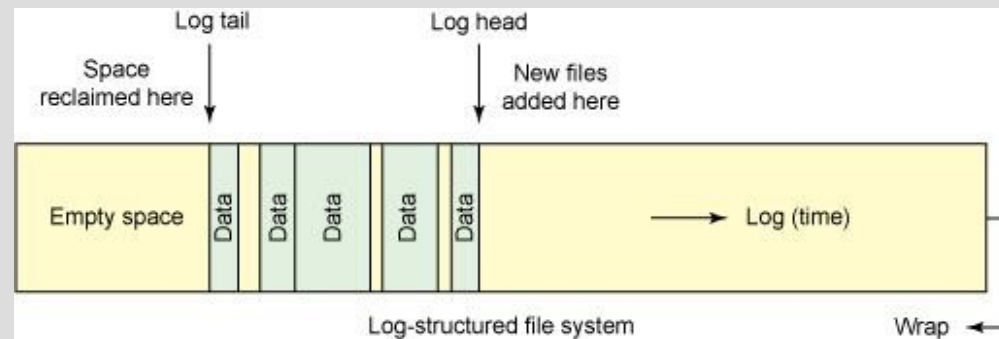 Log tail
Log head
Space
reclaimed here
New files
added here
Empty space
Data
Data
Data
Data
Data
Log (time)
Log-structured file system
Wrap